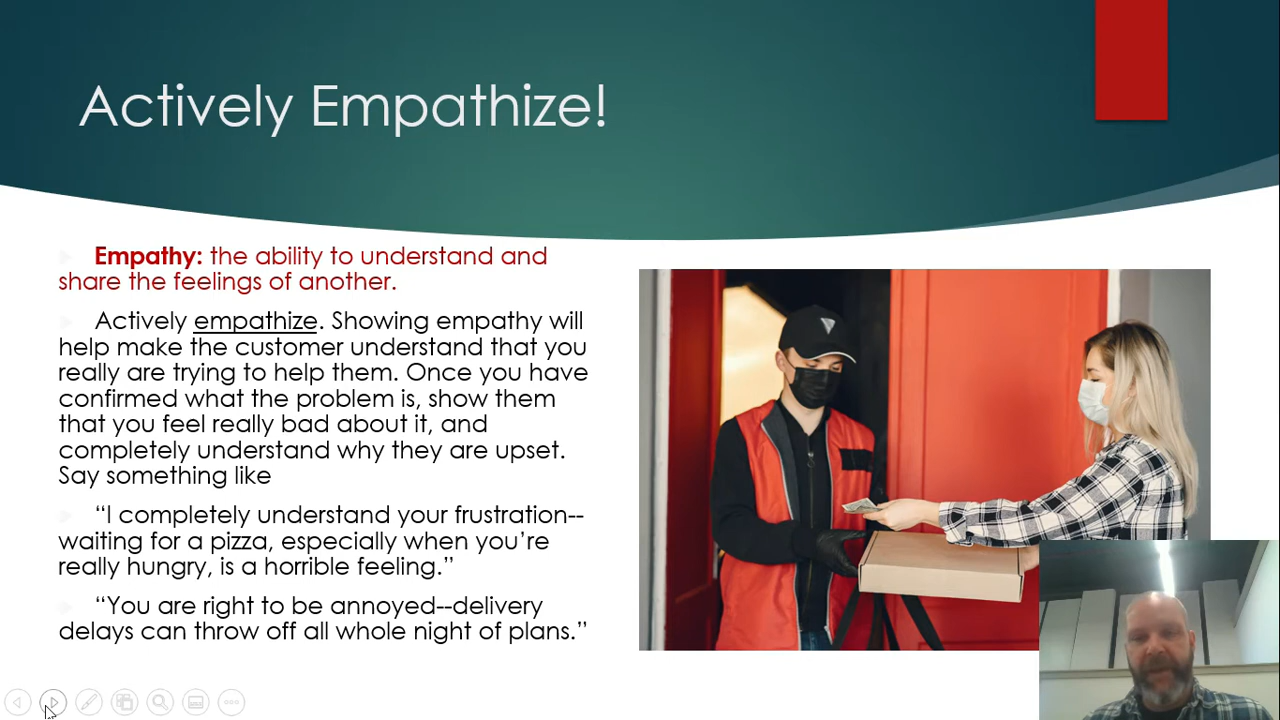 Actively Empathize!
Empathy: the ability to understand and
share the feelings of another.
Actively empathize. Showing empathy will
help make the customer understand that you
really are trying to help them. Once you have
confirmed what the problem is, show them
that you feel really bad about it, and
completely understand why they are upset.
Say something like
“I completely understand your frustration--
waiting for a pizza, especially when you’re
really hungry, is a horrible feeling.”
“You are right to be annoyed--delivery
delays can throw off all whole night of plans.”